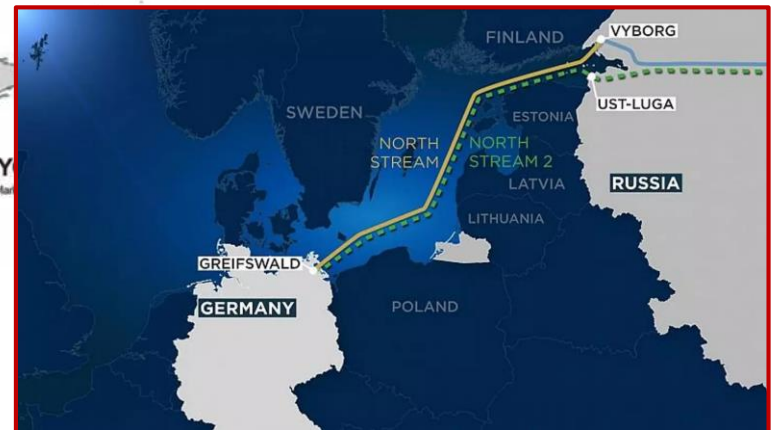 VYBORG
FINLAND
UST-LUGA
SWEDEN
ESTONIA
NORTH
STREAM
NORTH
STREAM 2
LATVIA
RUSSIA
LITHUANIA
GREIFSWALD
GERMANY
POLAND